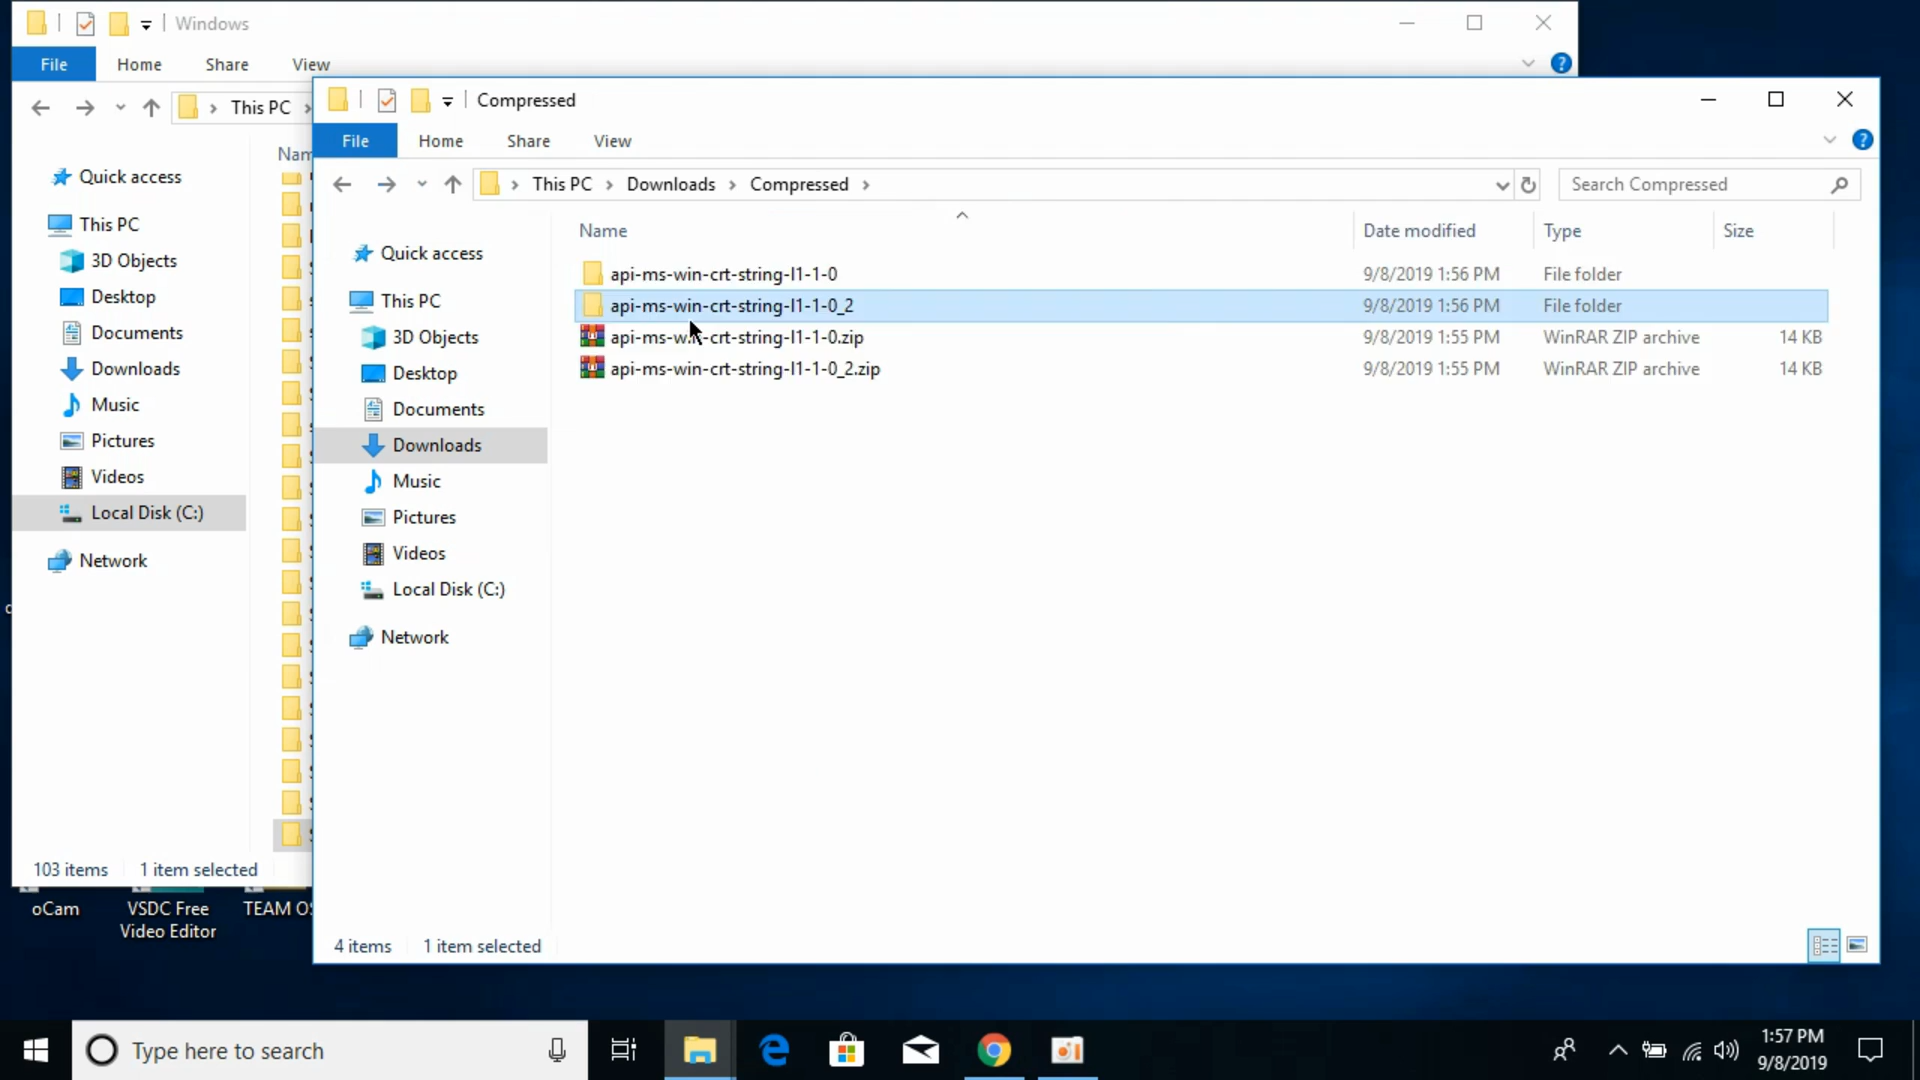 Windows
File Home Share View
This PC
Name
Quick access
This PC
3D Objects
Desktop
Documents
Downloads
Music
Pictures
Videos
Local Disk (C:)
Network
103 items 1 item selected
Compressed
File Home Share View
This PC Downloads Compressed
Search Compressed
Quick access
This PC
3D Objects
Desktop
Documents
Downloads
Music
Pictures
Videos
Local Disk (C:)
Network
Name Date modified Type Size
api-ms-win-crt-string-l1-1-0 9/8/2019 1:56 PM File folder
api-ms-win-crt-string-l1-1-0_2 9/8/2019 1:56 PM File folder
api-ms-win-crt-string-l1-1-0.zip 9/8/2019 1:55 PM WinRAR ZIP archive 14 KB
api-ms-win-crt-string-l1-1-0_2.zip 9/8/2019 1:55 PM WinRAR ZIP archive 14 KB
4 items 1 item selected
oCam
VSDC Free
Video Editor
TEAM OS
Type here to search
1:57 PM
9/8/2019